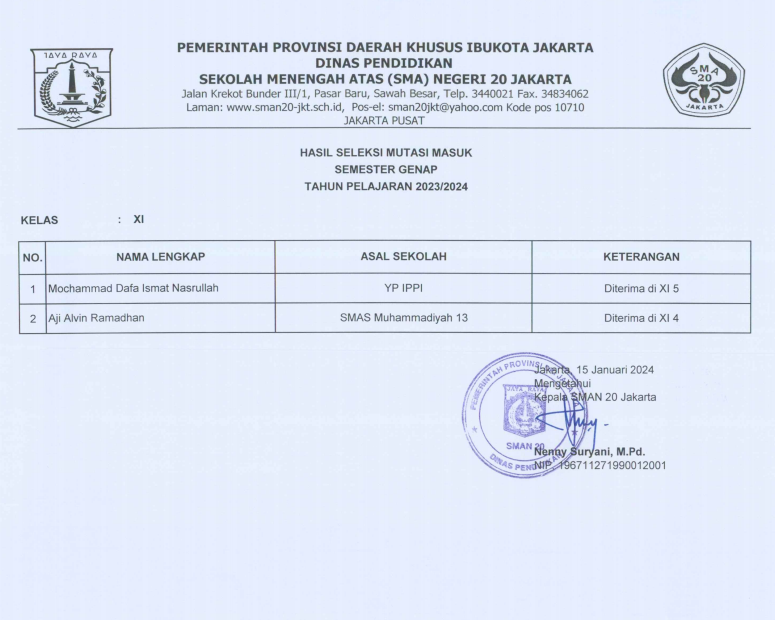 JAYA RAYA
PEMERINTAH PROVINSI DAERAH KHUSUS IBUKOTA JAKARTA
DINAS PENDIDIKAN
SEKOLAH MENENGAH ATAS (SMA) NEGERI 20 JAKARTA
Jalan Krekot Bunder III/1, Pasar Baru, Sawah Besar, Telp. 3440021 Fax. 34834062
Laman: www.sman20-jkt.sch.id, Pos-el: sman20jkt@yahoo.com Kode pos 10710
JAKARTA PUSAT
SMA
20
JAKARTA
HASIL SELEKSI MUTASI MASUK
SEMESTER GENAP
TAHUN PELAJARAN 2023/2024
KELAS : XI
NO. NAMA LENGKAP ASAL SEKOLAH KETERANGAN
1 Mochammad Dafa Ismat Nasrullah YP IPPI Diterima di XI 5
2 Aji Alvin Ramadhan SMAS Muhammadiyah 13 Diterima di XI 4
Jakarta, 15 Januari 2024
Mengetahui
Kepala SMAN 20 Jakarta
PEMERINTAH PROVINSI
JAYA RAYA
SMAN 20
DINAS PENDIDIKAN
Nenny Suryani, M.Pd.
NIP. 196711271990012001